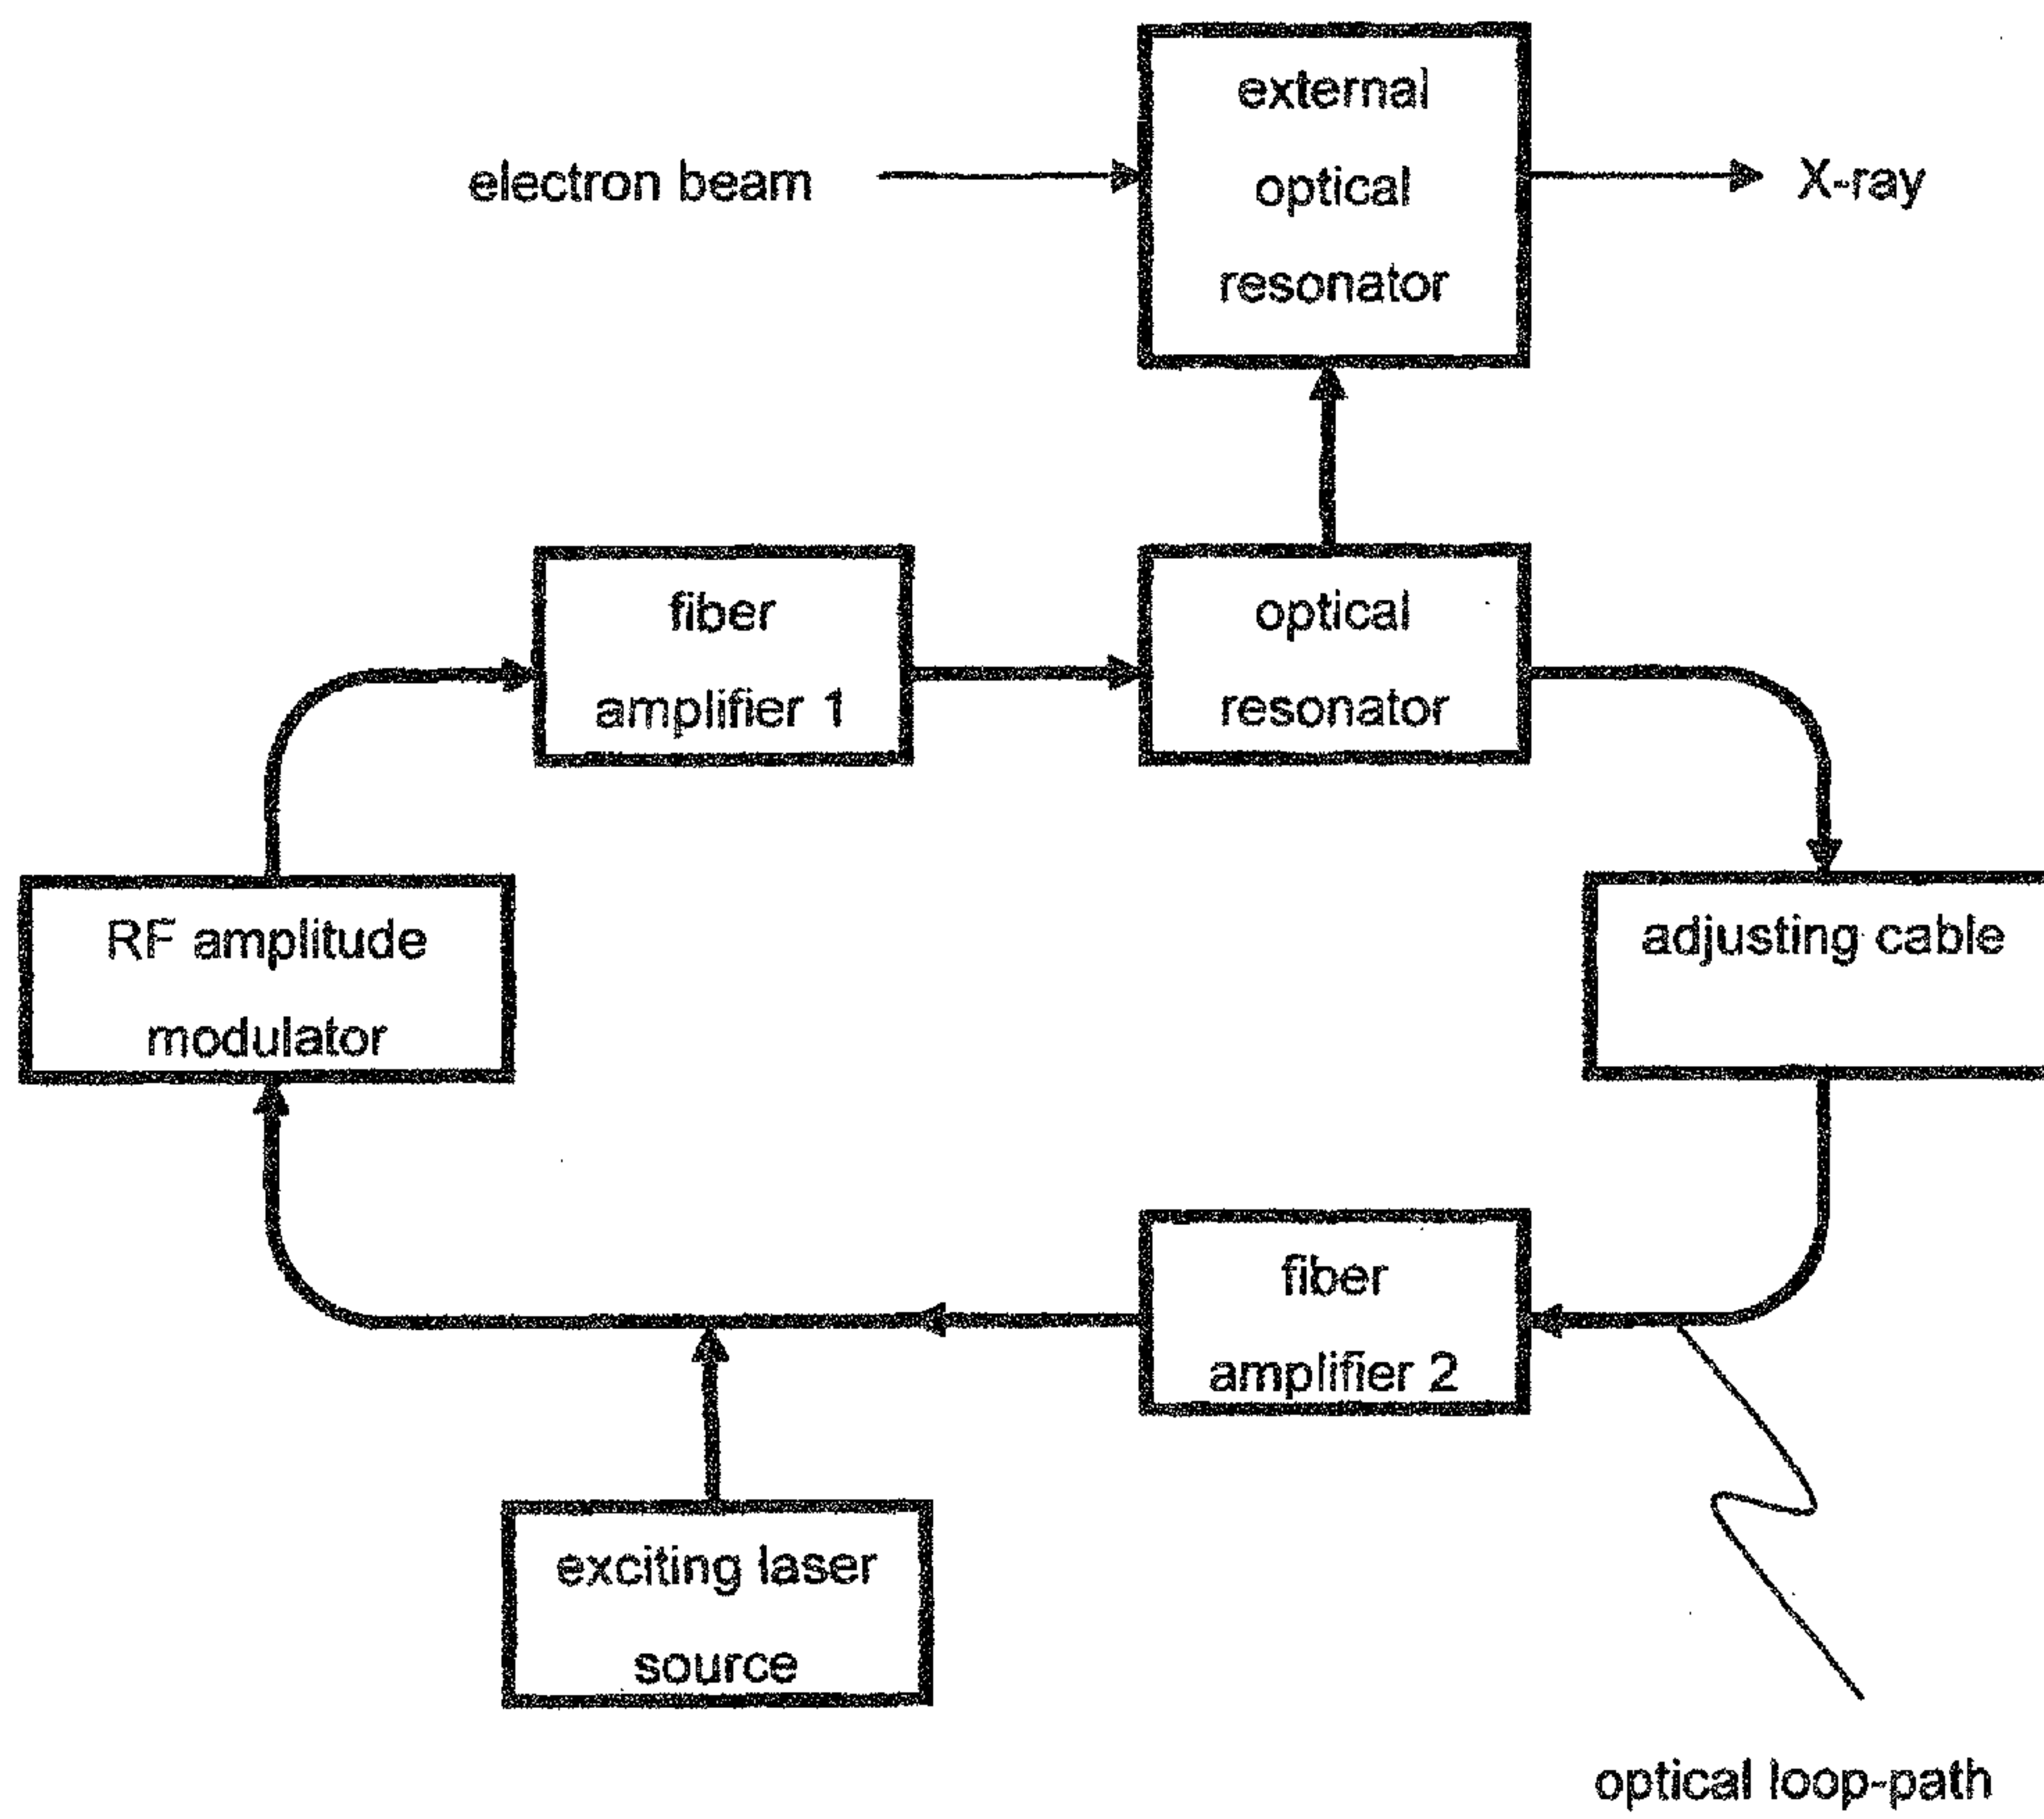 external
optical
resonator
electron beam
X-ray
fiber
amplifier 1
optical
resonator
RF amplitude
modulator
adjusting cable
fiber
amplifier 2
exciting laser
source
optical loop-path